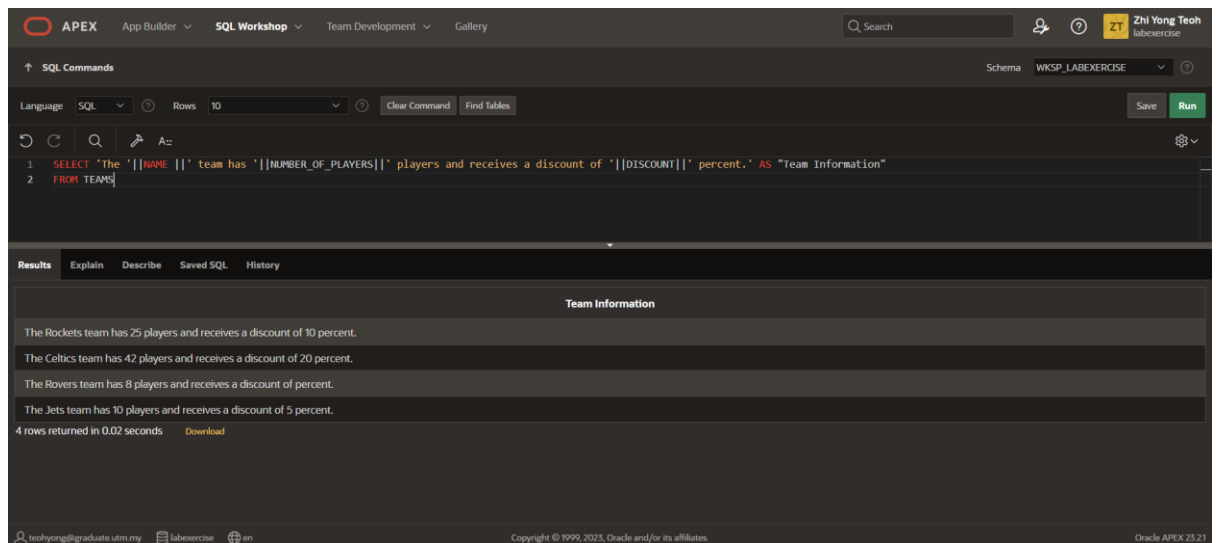 APEX App Builder SQL Workshop Team Development Gallery Search ZT Zhi Yong Teoh
labexercise
SQL Commands Schema WKSP_LABEXERCISE
Language SQL Rows 10 Clear Command Find Tables Save Run
1 SELECT 'The '||NAME ||' team has '||NUMBER_OF_PLAYERS||' players and receives a discount of '||DISCOUNT||' percent.' AS "Team Information"
2 FROM TEAMS
Results Explain Describe Saved SQL History
Team Information
The Rockets team has 25 players and receives a discount of 10 percent.
The Celtics team has 42 players and receives a discount of 20 percent.
The Rovers team has 8 players and receives a discount of percent.
The Jets team has 10 players and receives a discount of 5 percent.
4 rows returned in 0.02 seconds Download
teohyong@graduate.utm.my labexercise en Copyright © 1999, 2023, Oracle and/or its affiliates. Oracle APEX 23.2.1